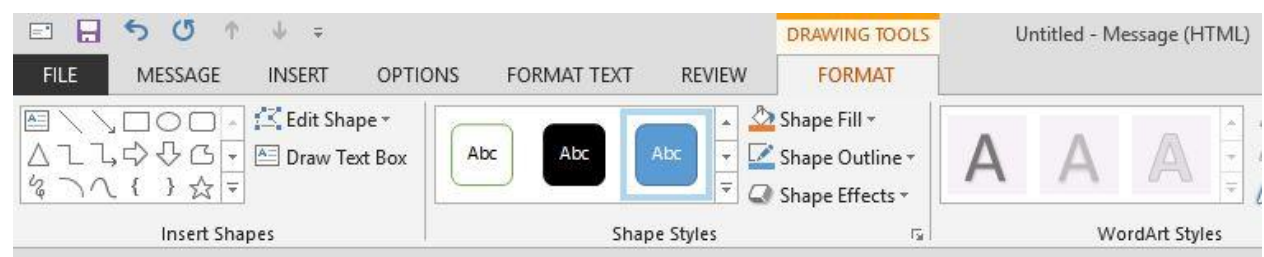 DRAWING TOOLS Untitled - Message (HTML)
FILE MESSAGE INSERT OPTIONS FORMAT TEXT REVIEW FORMAT
Edit Shape Abc Abc Abc Shape Fill
Draw Text Box Shape Outline A A A
Shape Effects
Insert Shapes Shape Styles WordArt Styles